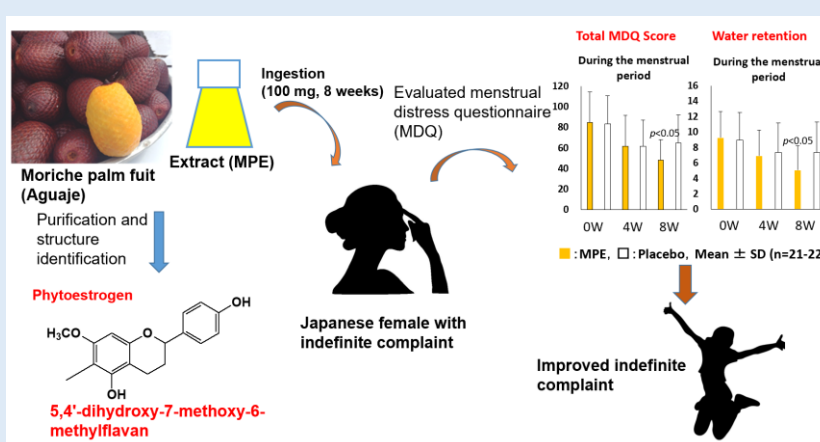 Moriche palm fuit
(Aguaje)
Extract (MPE)
Purification and
structure
identification
Phytoestrogen
H₃CO
O
OH
OH
5,4'-dihydroxy-7-methoxy-6-
methylflavan
Ingestion
(100 mg, 8 weeks)
Japanese female with
indefinite complaint
Evaluated menstrual
distress questionnaire
(MDQ)
Total MDQ Score
During the menstrual
period
120
100
80
60
40
20
0
p<0.05
0W 4W 8W
Water retention
During the menstrual
period
16
14
12
10
8
6
4
2
0
p<0.05
0W 4W 8W
: MPE, : Placebo, Mean ± SD (n=21-22
Improved indefinite
complaint